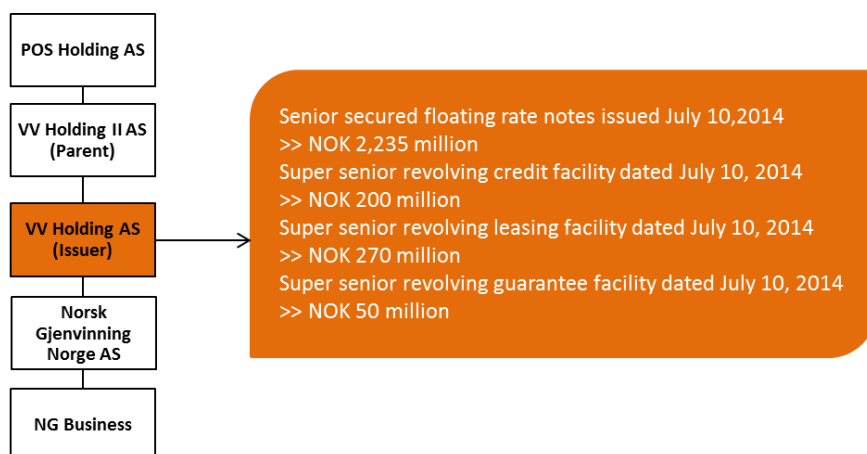 POS Holding AS
VV Holding II AS
(Parent)
VV Holding AS
(Issuer)
Norsk
Gjenvinning
Norge AS
NG Business
Senior secured floating rate notes issued July 10,2014
>> NOK 2,235 million
Super senior revolving credit facility dated July 10, 2014
>> NOK 200 million
Super senior revolving leasing facility dated July 10, 2014
>> NOK 270 million
Super senior revolving guarantee facility dated July 10, 2014
>> NOK 50 million